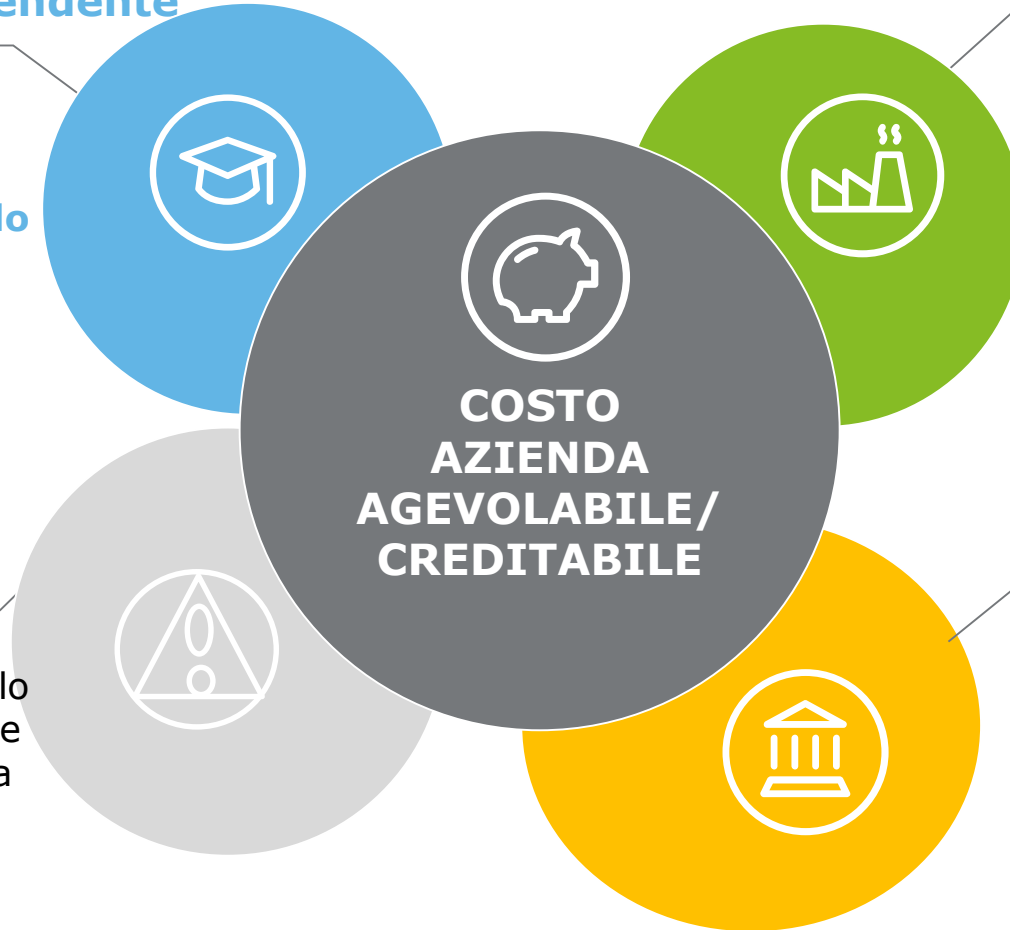 endente
lo
COSTO
AZIENDA
AGEVOLABILE/
CREDITABILE
lo
e
a